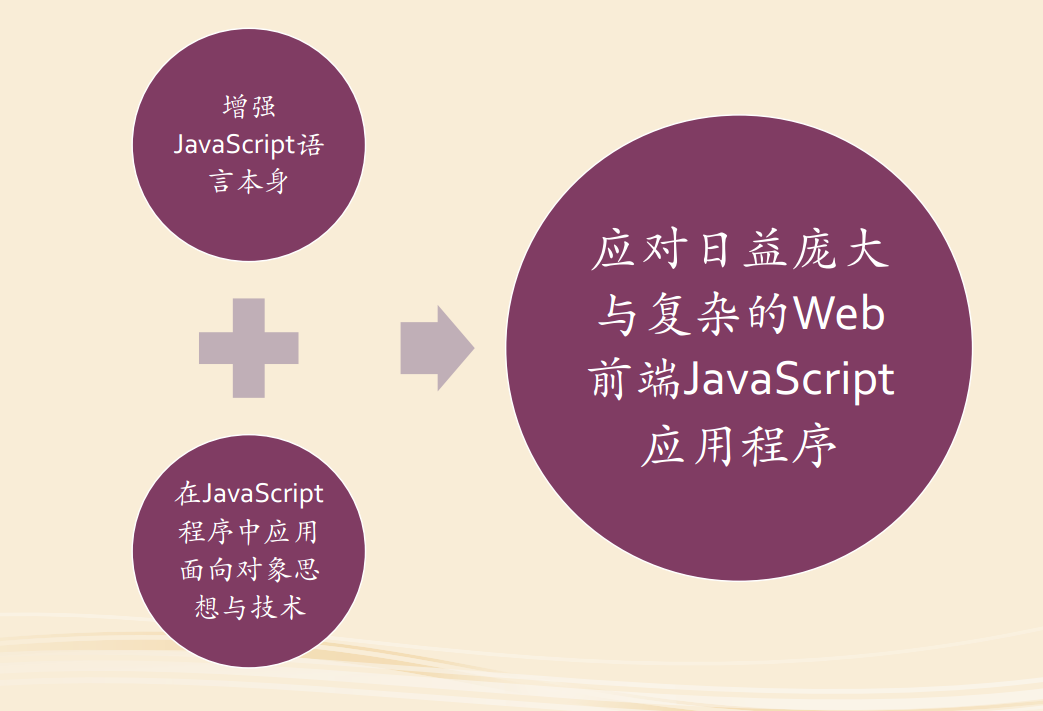 增强
JavaScript语
言本身
在JavaScript
程序中应用
面向对象思
想与技术
应对日益庞大
与复杂的Web
前端JavaScript
应用程序